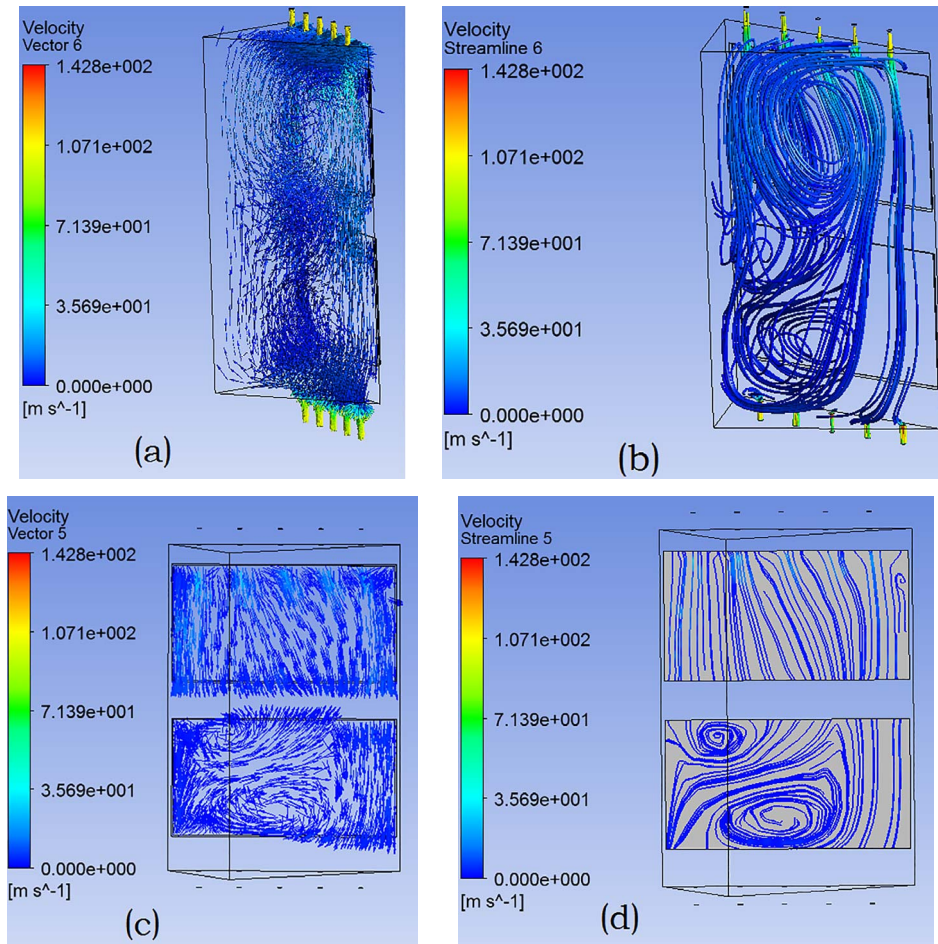 Velocity
Vector 6
1.428e+002
1.071e+002
7.139e+001
3.569e+001
0.000e+000
[m s^-1]
(a)
Velocity
Streamline 6
1.428e+002
1.071e+002
7.139e+001
3.569e+001
0.000e+000
[m s^-1]
(b)
Velocity
Vector 5
1.428e+002
1.071e+002
7.139e+001
3.569e+001
0.000e+000
[m s^-1]
(c)
Velocity
Streamline 5
1.428e+002
1.071e+002
7.139e+001
3.569e+001
0.000e+000
[m s^-1]
(d)